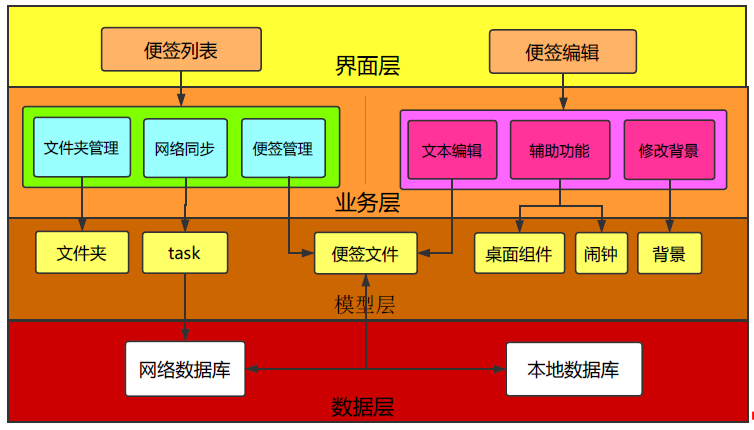 便签列表
便签编辑
界面层
文件夹管理
网络同步
便签管理
文本编辑
辅助功能
修改背景
业务层
文件夹
task
便签文件
桌面组件
闹钟
背景
模型层
网络数据库
本地数据库
数据层